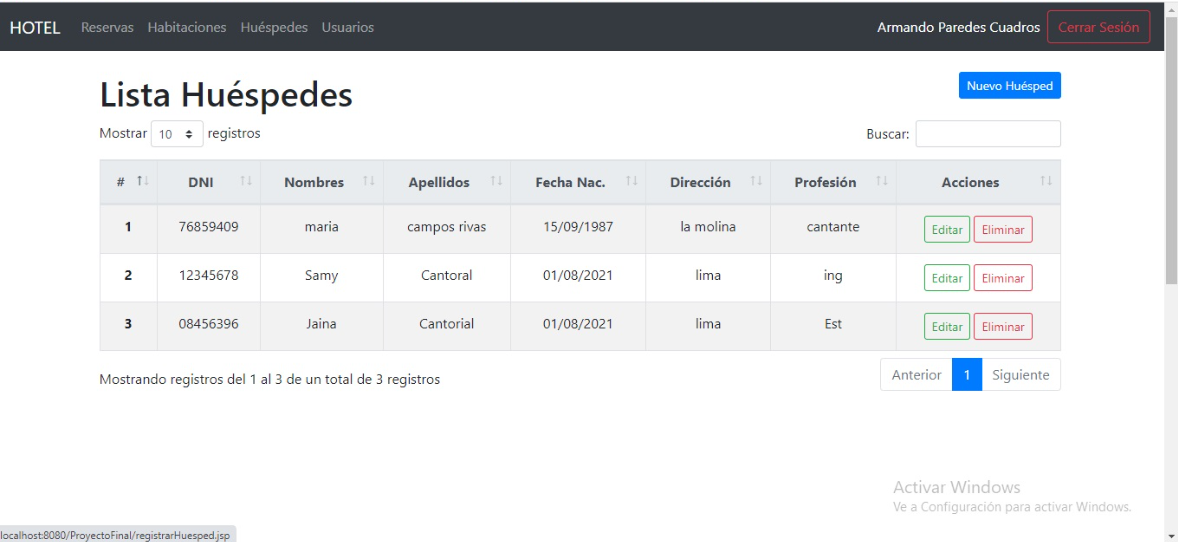 HOTEL Reservas Habitaciones Huéspedes Usuarios Armando Paredes Cuadros Cerrar Sesión
Lista Huéspedes Nuevo Huésped
Mostrar 10 registros Buscar:
# DNI Nombres Apellidos Fecha Nac. Dirección Profesión Acciones
1 76859409 maria campos rivas 15/09/1987 la molina cantante Editar Eliminar
2 12345678 Samy Cantoral 01/08/2021 lima ing Editar Eliminar
3 08456396 Jaina Cantorial 01/08/2021 lima Est Editar Eliminar
Mostrando registros del 1 al 3 de un total de 3 registros Anterior 1 Siguiente
Activar Windows
Ve a Configuración para activar Windows.
localhost:8080/ProyectoFinal/registrarHuesped.jsp